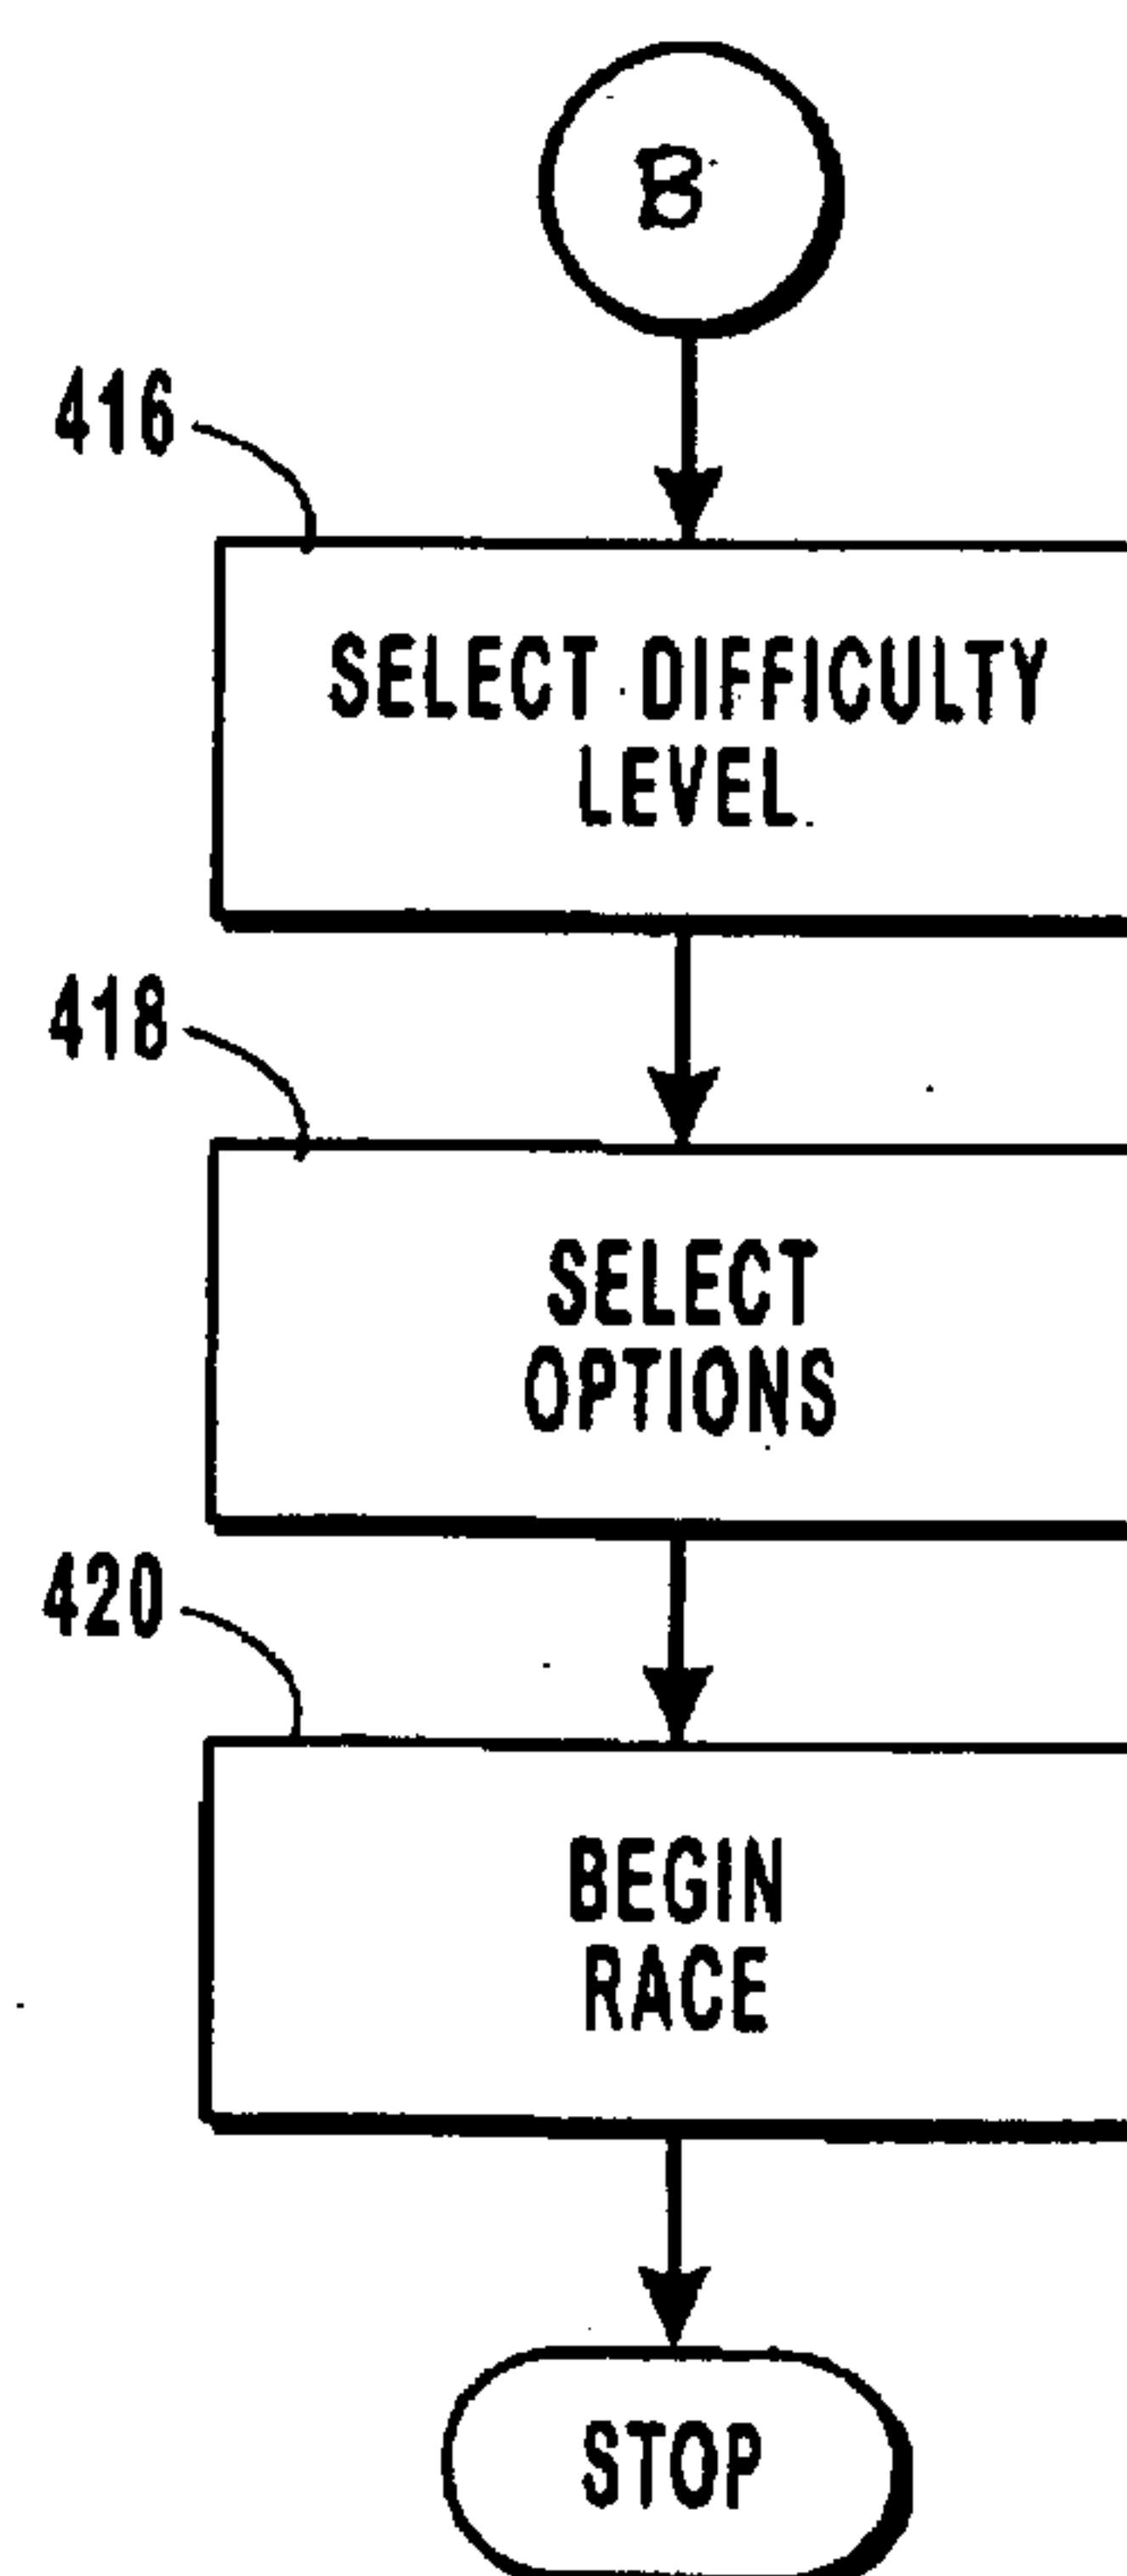 B
416
SELECT DIFFICULTY
LEVEL
418
SELECT
OPTIONS
420
BEGIN
RACE
STOP